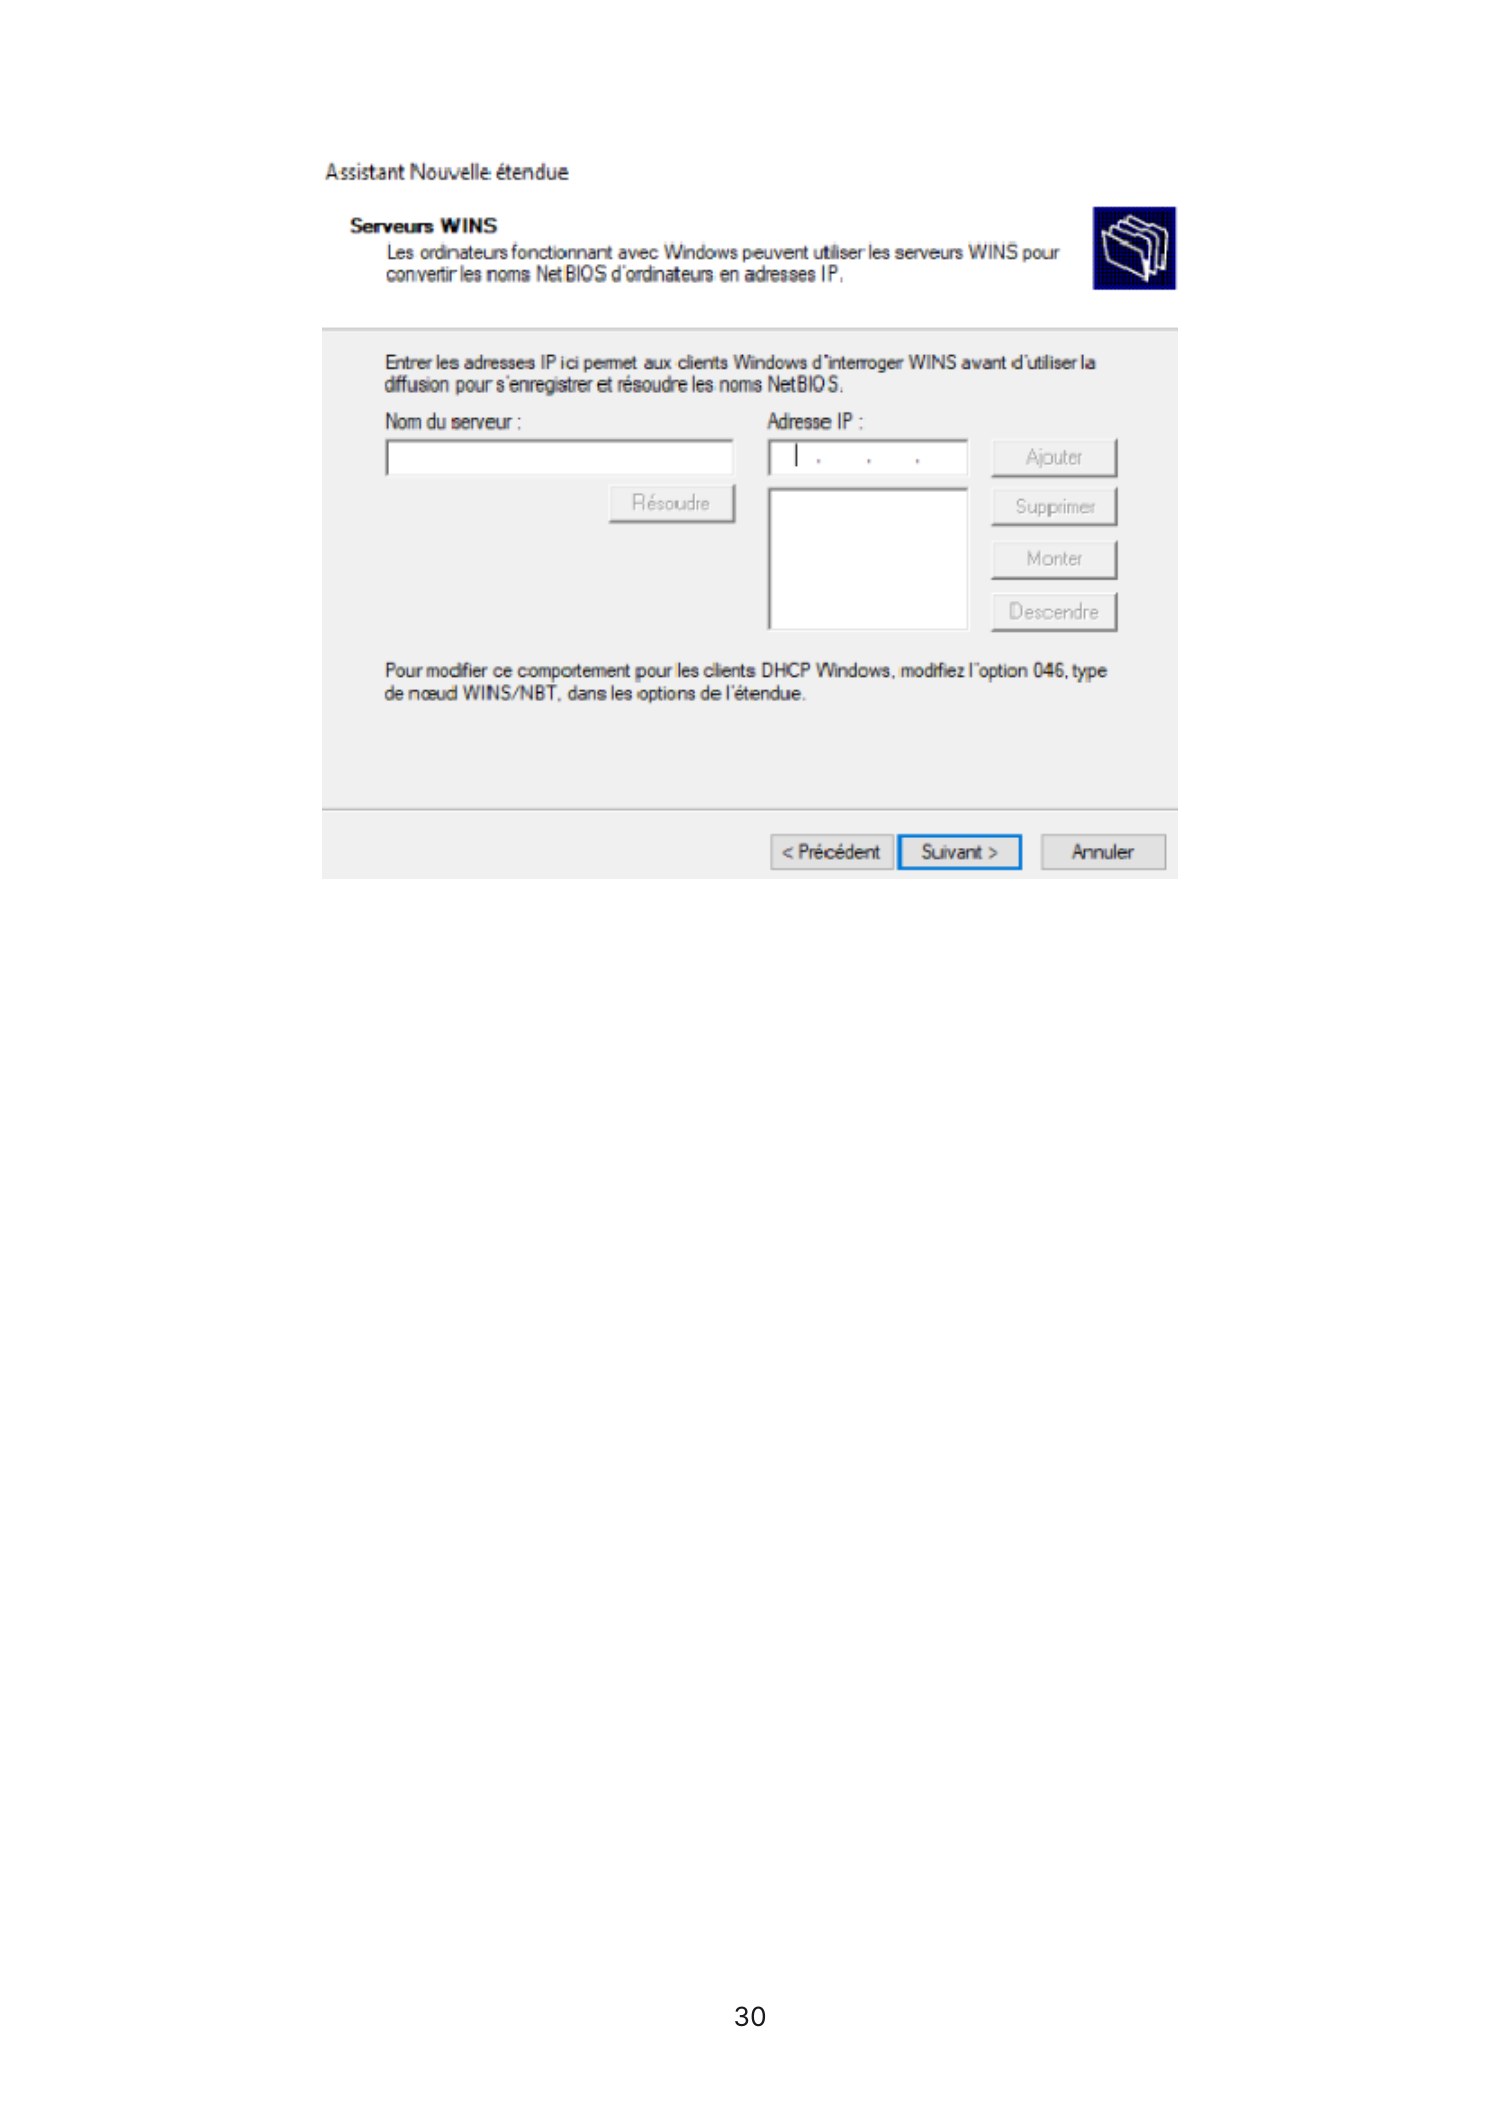 Assistant Nouvelle étendue
Serveurs WINS
Les ordinateurs fonctionnant avec Windows peuvent utiliser les serveurs WINS pour
convertir les noms NetBIOS d'ordinateurs en adresses IP.
Entrer les adresses IP ici permet aux clients Windows d'interroger WINS avant d'utiliser la
diffusion pour s'enregistrer et résoudre les noms NetBIOS.
Nom du serveur : Adresse IP :
. . . Ajouter
Résoudre Supprimer
Monter
Descendre
Pour modifier ce comportement pour les clients DHCP Windows, modifiez l'option 046, type
de nœud WINS/NBT, dans les options de l'étendue.
< Précédent Suivant > Annuler
30